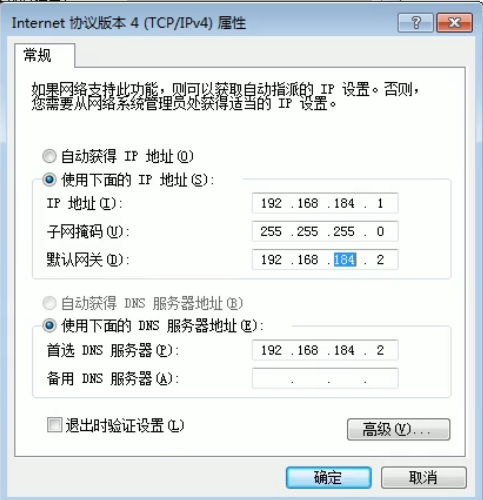 Internet 协议版本 4 (TCP/IPv4) 属性
常规
如果网络支持此功能，则可以获取自动指派的 IP 设置。否则，
您需要从网络系统管理员处获得适当的 IP 设置。
自动获得 IP 地址(O)
使用下面的 IP 地址(S):
IP 地址(I): 192 . 168 . 184 . 1
子网掩码(U): 255 . 255 . 255 . 0
默认网关(D): 192 . 168 . 184 . 2
自动获得 DNS 服务器地址(B)
使用下面的 DNS 服务器地址(E):
首选 DNS 服务器(P): 192 . 168 . 184 . 2
备用 DNS 服务器(A): . . .
退出时验证设置(L)
高级(V)...
确定
取消